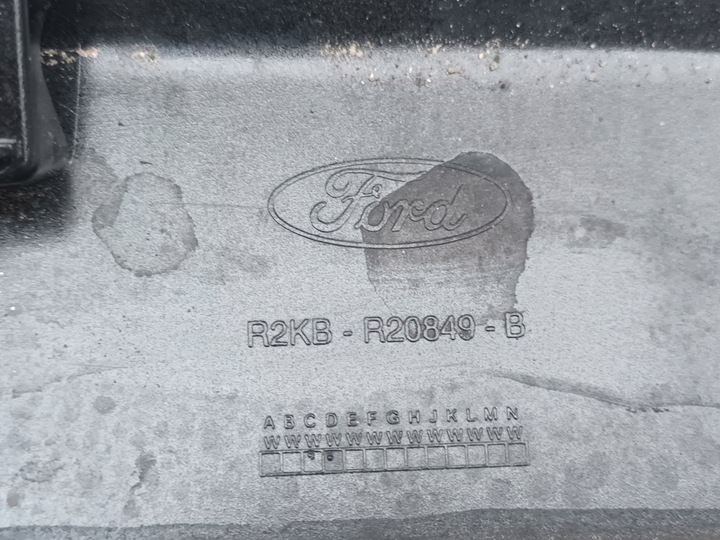 Ford
R2KB - R20849 - B
A B C D E F G H J K L M N
W W W W W W W W W W W W W